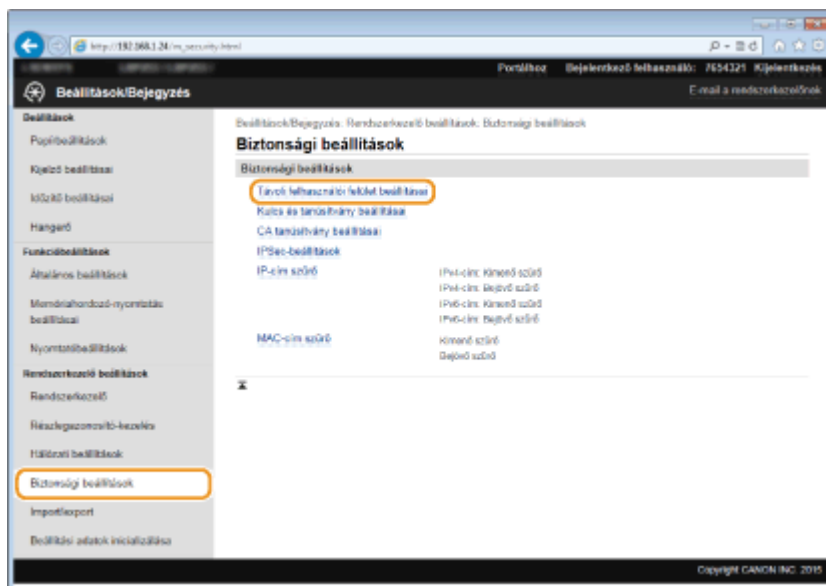 http://192.168.1.24/m_security.html
Portálhoz Bejelentkező felhasználó: 7654321 Kijelentkezés
Beállítások/Bejegyzés
E-mail a rendszerkezelőnek
Beállítások
Papírbeállítások
Kijelző beállításai
Időzítő beállításai
Hangerő
Funkcióbeállítások
Általános beállítások
Memóriahordozó-nyomtatás
beállításai
Nyomtatóbeállítások
Rendszerkezelő beállítások
Rendszerkezelő
Részlegazonosító-kezelés
Hálózati beállítások
Biztonsági beállítások
Import/export
Beállítási adatok inicializálása
Beállítások/Bejegyzés: Rendszerkezelő beállítások: Biztonsági beállítások
Biztonsági beállítások
Biztonsági beállítások
Távoli felhasználói felület beállításai
Kulcs és tanúsítvány beállításai
CA tanúsítvány beállításai
IPSec-beállítások
IP-cím szűrő
IPv4-cím: Kimenő szűrő
IPv4-cím: Bejövő szűrő
IPv6-cím: Kimenő szűrő
IPv6-cím: Bejövő szűrő
MAC-cím szűrő
Kimenő szűrő
Bejövő szűrő
Copyright CANON INC. 2015